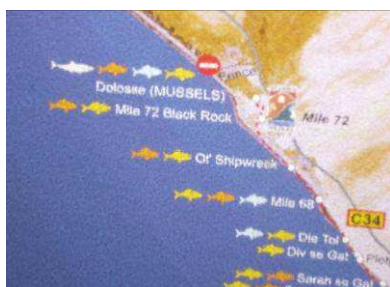 Dolosite (MUSSELS)
Mile 72 Black Rock
Mile 72
Ol' Shipwreck
Mile 68
C34
Die Tol
Div se Gat
Sarah se Gat